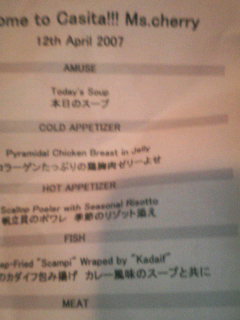 ome to Casita!!! Ms.cherry
12th April 2007
AMUSE
Today's Soup
本日のスープ
COLD APPETIZER
Pyramidal Chicken Breast in Jelly
コラーゲンたっぷりの鶏胸肉ゼリーよせ
HOT APPETIZER
Scallop Poeler with Seasonal Risotto
帆立貝のポワレ 季節のリゾット添え
FISH
ep-Fried "Scampi" Wraped by "Kadaif"
のカダイフ包み揚げ カレー風味のスープと共に
MEAT